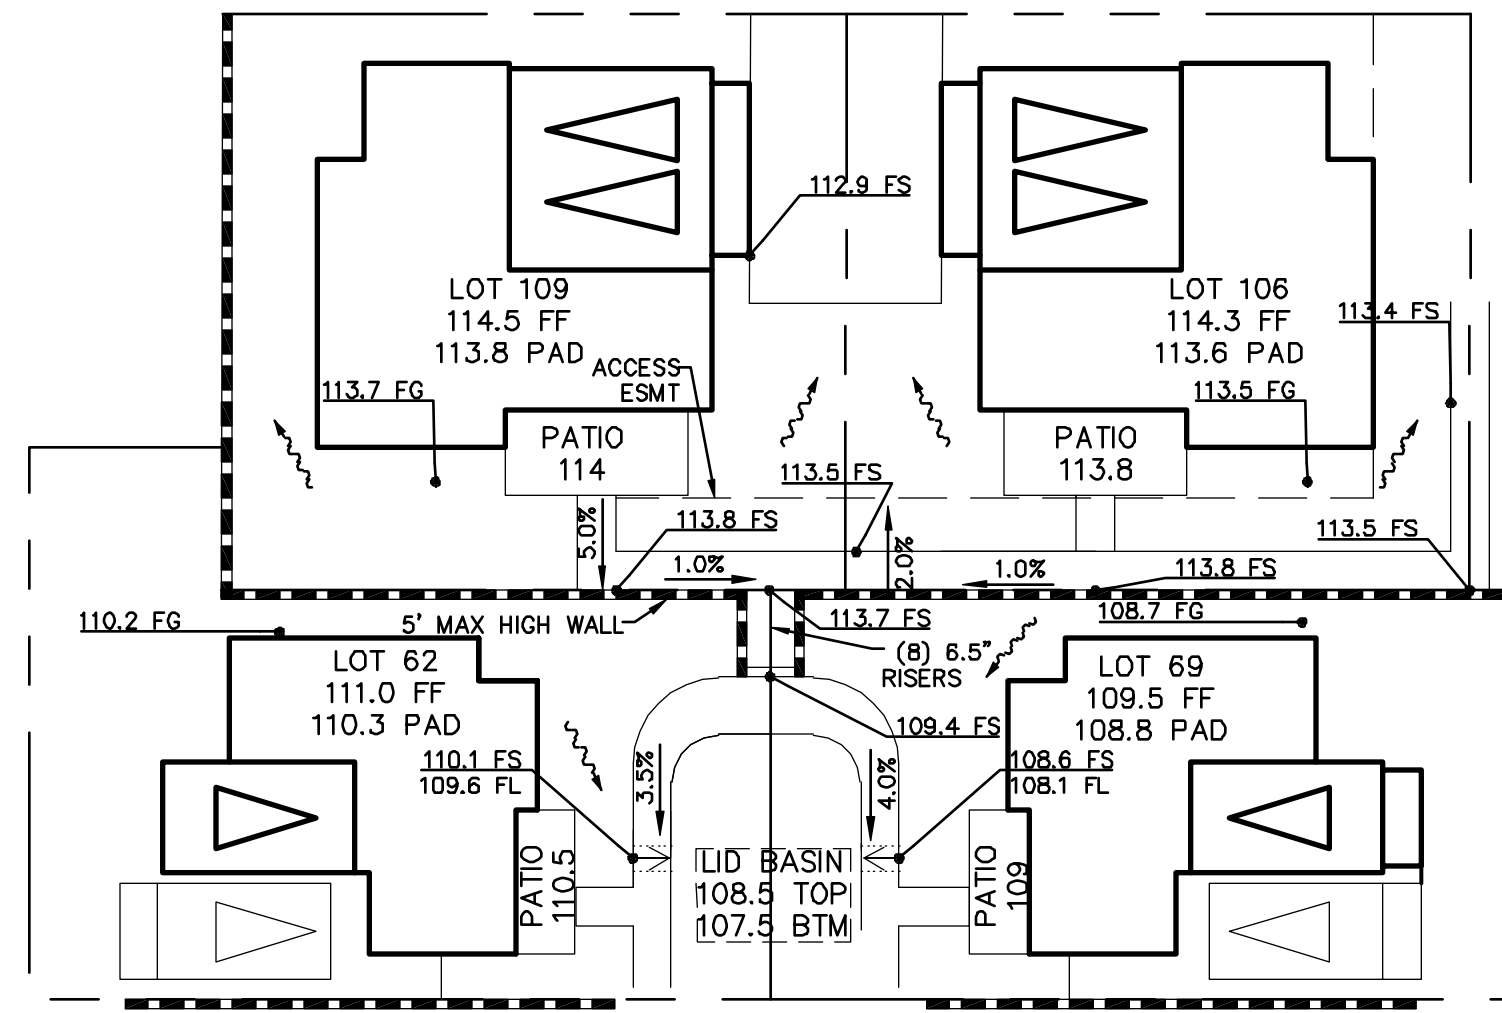 112.9 FS
LOT 109
114.5 FF
113.8 PAD
LOT 106
114.3 FF
113.6 PAD
113.4 FS
ACCESS
ESMT
113.7 FG
113.5 FG
PATIO
114
PATIO
113.8
113.5 FS
5.0%
113.8 FS
2.0%
113.5 FS
1.0%
1.0%
113.8 FS
110.2 FG
5' MAX HIGH WALL
113.7 FS
108.7 FG
(8) 6.5"
RISERS
LOT 62
111.0 FF
110.3 PAD
LOT 69
109.5 FF
108.8 PAD
109.4 FS
110.1 FS
109.6 FL
3.5%
4.0%
108.6 FS
108.1 FL
PATIO
110.5
LID BASIN
108.5 TOP
107.5 BTM
PATIO
109